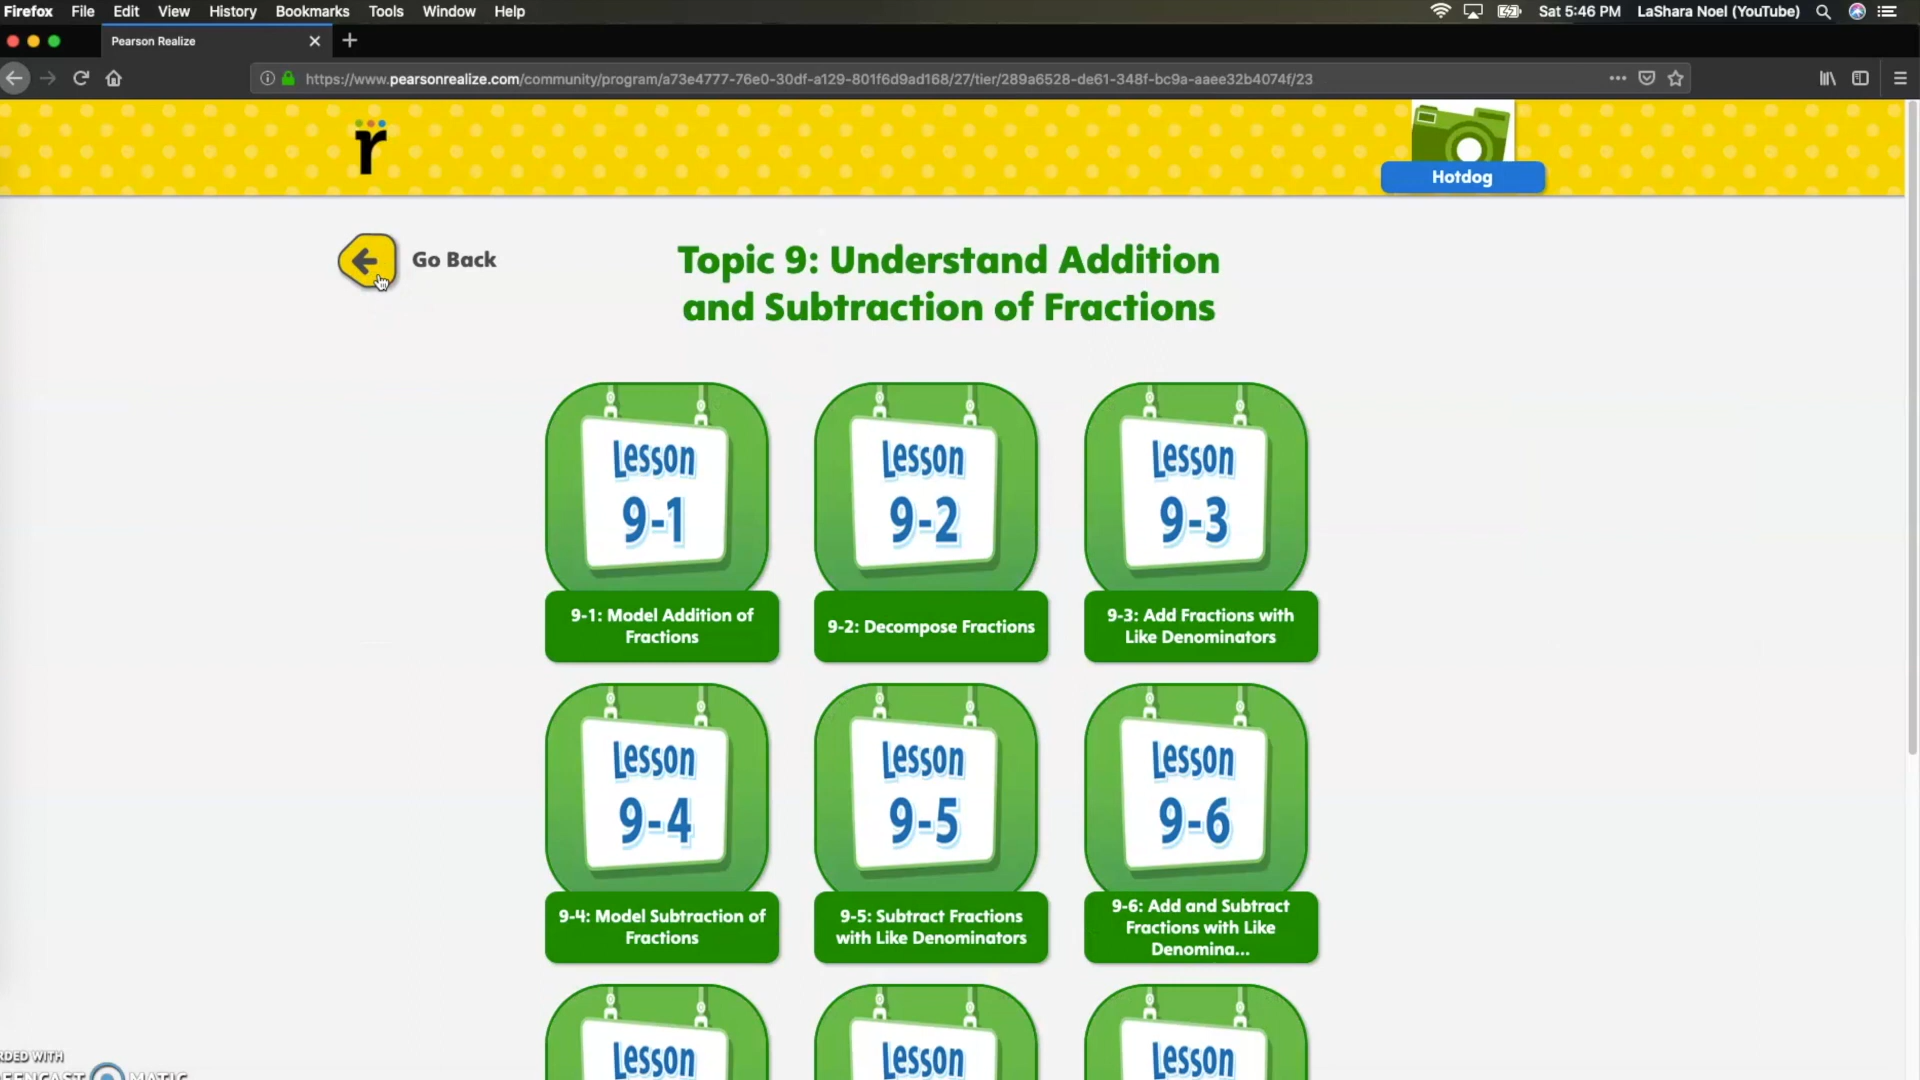 Firefox File Edit View History Bookmarks Tools Window Help Sat 5:46 PM LaShara Noel (YouTube)
Pearson Realize
https://www.pearsonrealize.com/community/program/a73e4777-76e0-30df-a129-801f6d9ad168/27/tier/289a6528-de61-348f-bc9a-aaee32b4074f/23
r
Hotdog
Go Back
Topic 9: Understand Addition
and Subtraction of Fractions
Lesson
9-1
Lesson
9-2
Lesson
9-3
9-1: Model Addition of
Fractions
9-2: Decompose Fractions
9-3: Add Fractions with
Like Denominators
Lesson
9-4
Lesson
9-5
Lesson
9-6
9-4: Model Subtraction of
Fractions
9-5: Subtract Fractions
with Like Denominators
9-6: Add and Subtract
Fractions with Like
Denomina...
Lesson
Lesson
Lesson
RDED WITH
MATIC